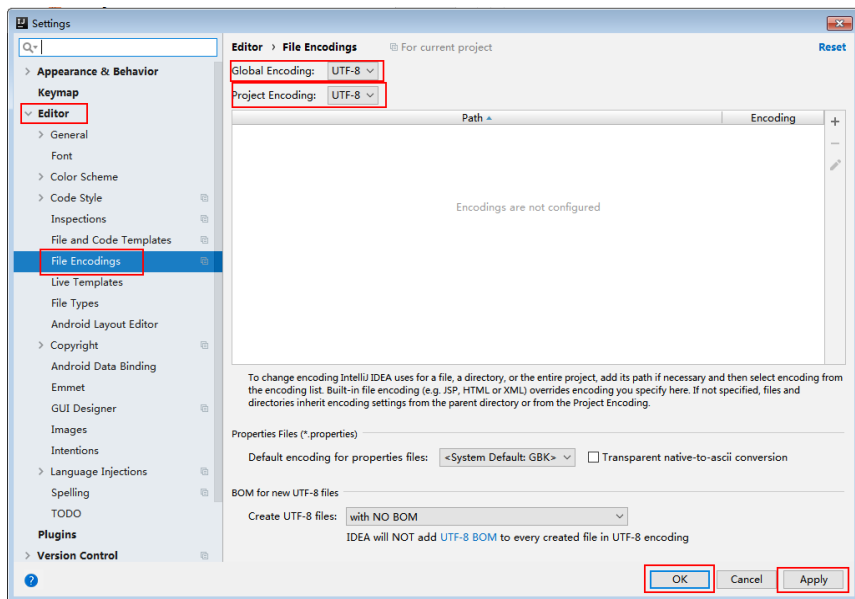 Settings
Editor › File Encodings
For current project
Reset
Appearance & Behavior
Keymap
Editor
General
Font
Color Scheme
Code Style
Inspections
File and Code Templates
File Encodings
Live Templates
File Types
Android Layout Editor
Copyright
Android Data Binding
Emmet
GUI Designer
Images
Intentions
Language Injections
Spelling
TODO
Plugins
Version Control
Global Encoding: UTF-8
Project Encoding: UTF-8
Path Encoding
Encodings are not configured
To change encoding IntelliJ IDEA uses for a file, a directory, or the entire project, add its path if necessary and then select encoding from
the encoding list. Built-in file encoding (e.g. JSP, HTML or XML) overrides encoding you specify here. If not specified, files and
directories inherit encoding settings from the parent directory or from the Project Encoding.
Properties Files (*.properties)
Default encoding for properties files: <System Default: GBK> Transparent native-to-ascii conversion
BOM for new UTF-8 files
Create UTF-8 files: with NO BOM
IDEA will NOT add UTF-8 BOM to every created file in UTF-8 encoding
?
OK Cancel Apply